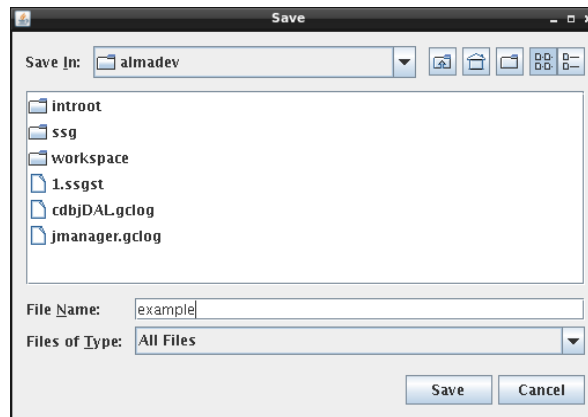 Save
Save In: almadev
introot
ssg
workspace
1.ssgst
cdbjDAL.gclog
jmanager.gclog
File Name: example
Files of Type: All Files
Save Cancel